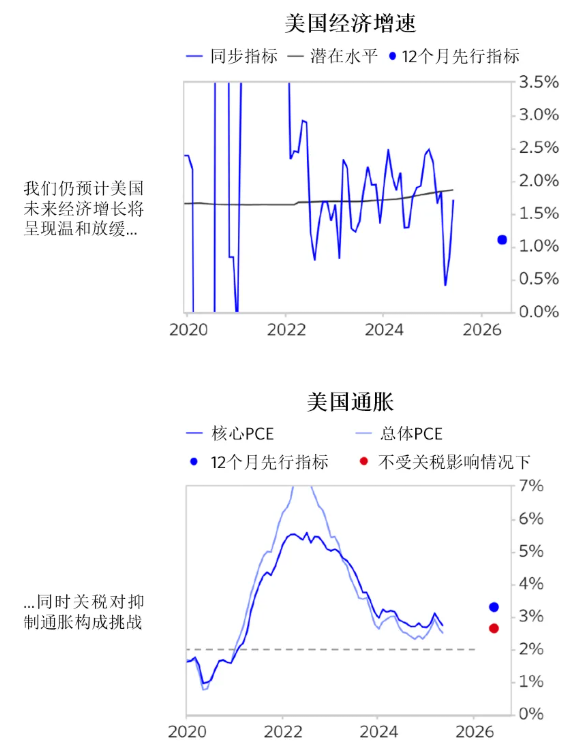 美国经济增速
同步指标 潜在水平 12个月先行指标
3.5%
3.0%
2.5%
2.0%
1.5%
1.0%
0.5%
0.0%
我们仍预计美国
未来经济增长将
呈现温和放缓...
2020 2022 2024 2026
美国通胀
核心PCE 总体PCE
12个月先行指标 不受关税影响情况下
7%
6%
5%
4%
3%
2%
1%
0%
...同时关税对抑
制通胀构成挑战
2020 2022 2024 2026